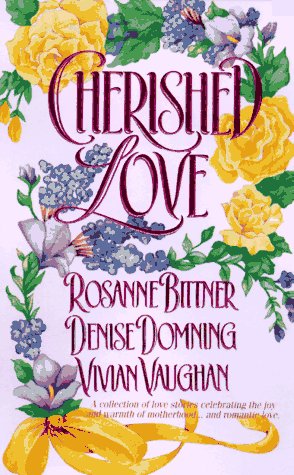 CHERISHED
LOVE
ROSANNE BITTNER
DENISE DOMNING
VIVIAN VAUGHAN
A collection of love stories celebrating the joy
and warmth of motherhood... and romantic love.